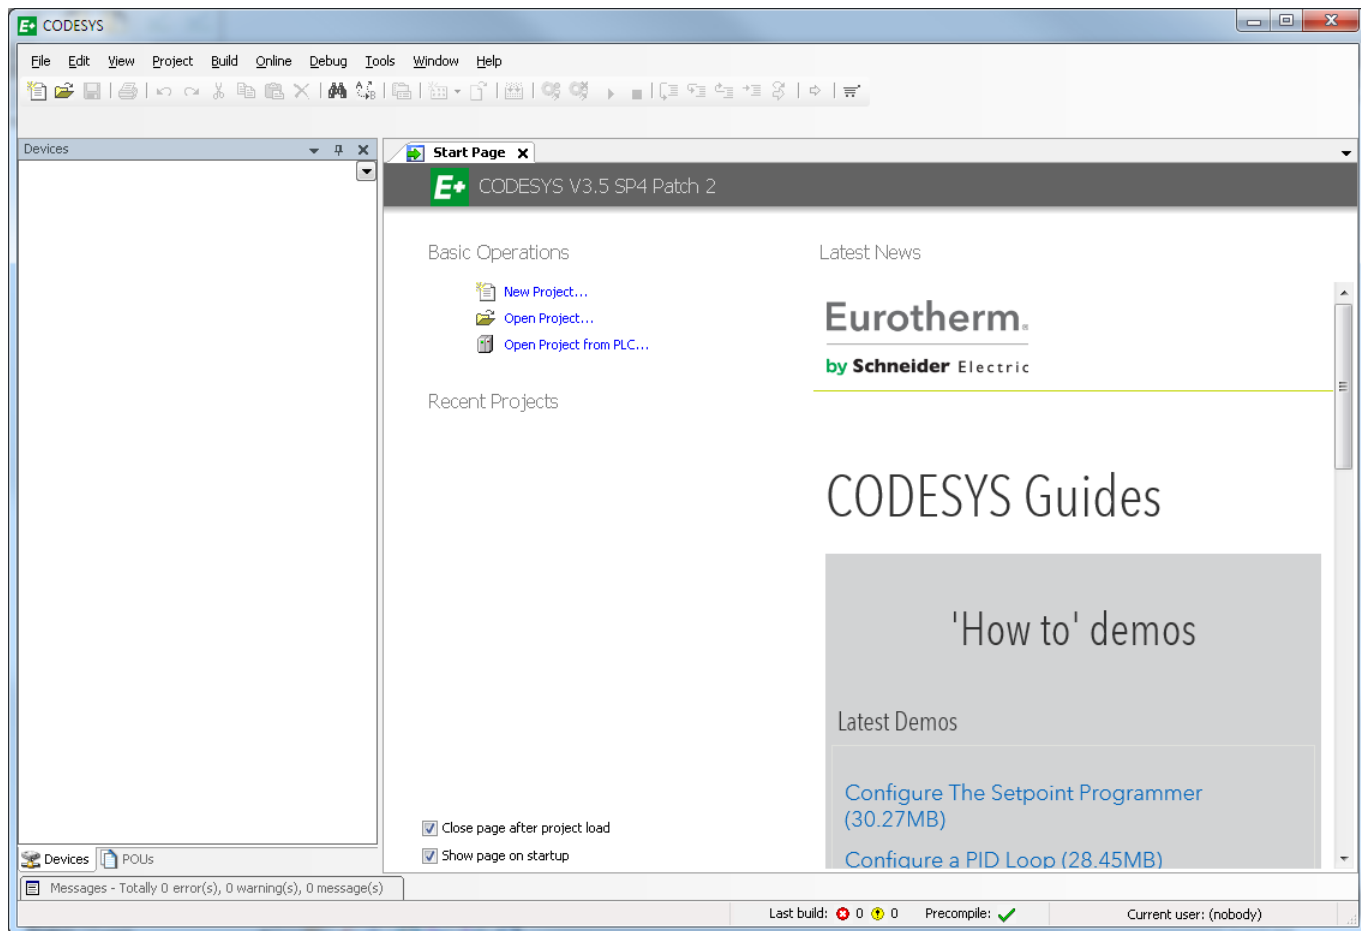 E+ CODESYS
File Edit View Project Build Online Debug Tools Window Help
Devices
Start Page
E+ CODESYS V3.5 SP4 Patch 2
Basic Operations
New Project...
Open Project...
Open Project from PLC...
Recent Projects
Latest News
Eurotherm.
by Schneider Electric
CODESYS Guides
'How to' demos
Latest Demos
Configure The Setpoint Programmer
(30.27MB)
Configure a PID Loop (28.45MB)
Close page after project load
Show page on startup
Devices POUs
Messages - Totally 0 error(s), 0 warning(s), 0 message(s)
Last build: 0 0 Precompile: Current user: (nobody)